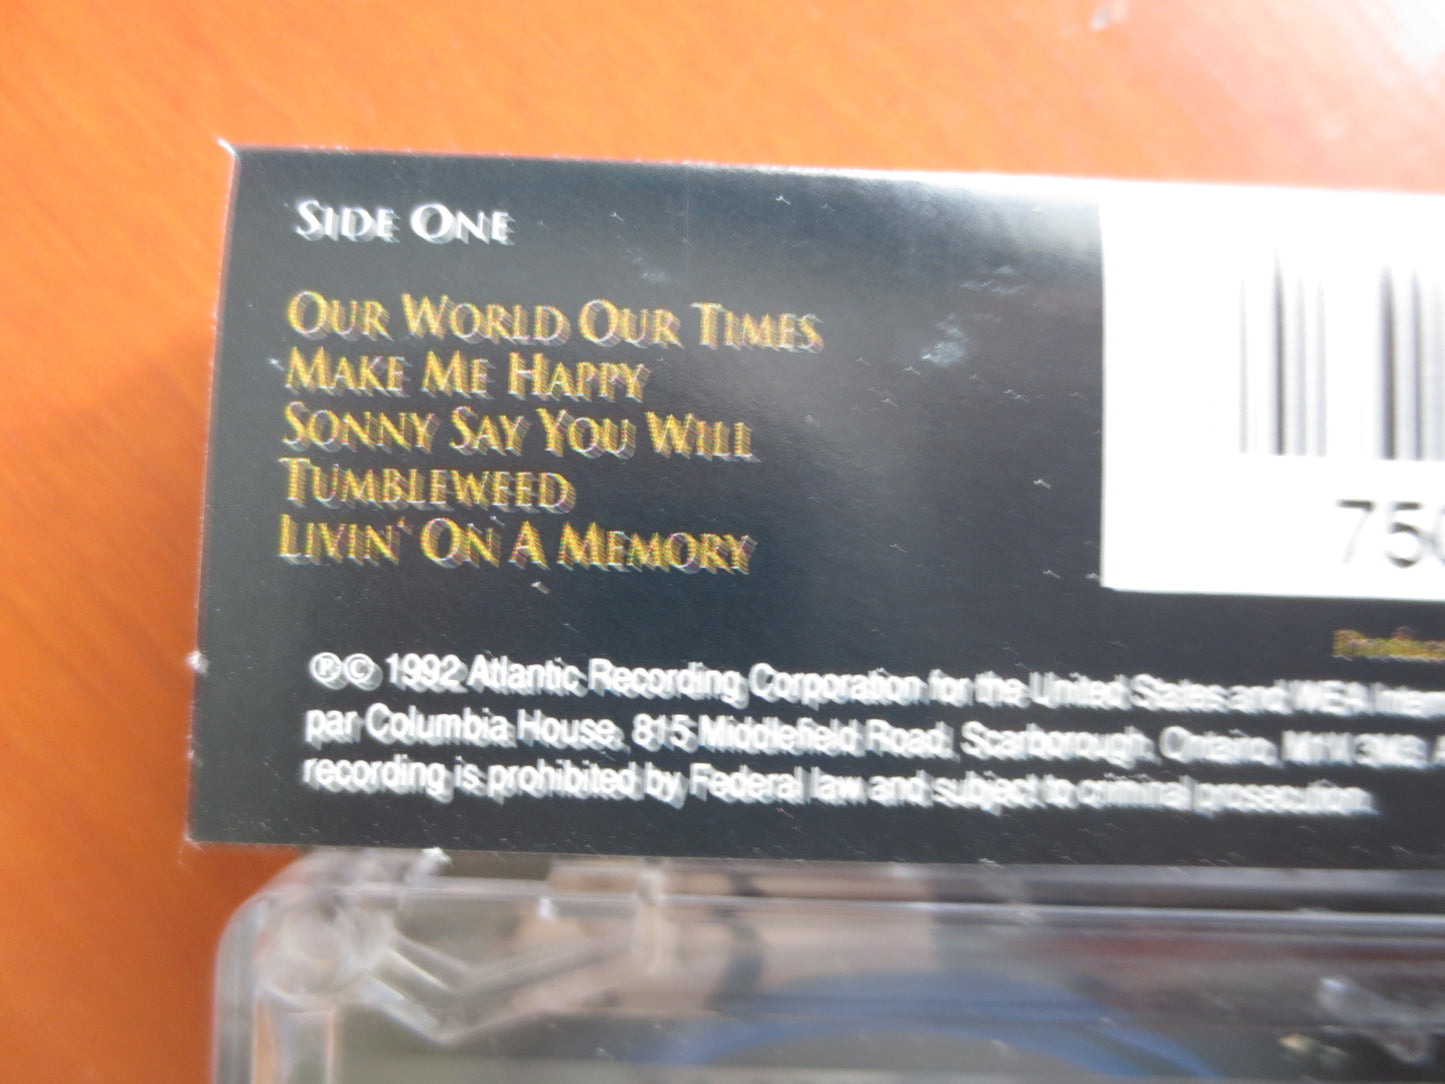 SIDE ONE
OUR WORLD OUR TIMES
MAKE ME HAPPY
SONNY SAY YOU WILL
TUMBLEWEED
LIVIN' ON A MEMORY
750
℗© 1992 Atlantic Recording Corporation for the United States and WEA
par Columbia House, 815 Middlefield Road, Scarborough, Ontario, M1V
recording is prohibited by Federal law and subject to criminal prosecution.